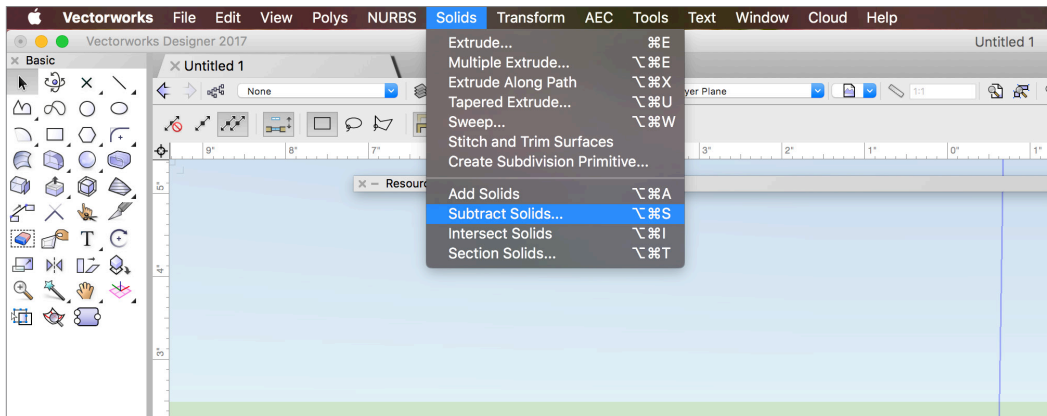 Vectorworks File Edit View Polys NURBS Solids Transform AEC Tools Text Window Cloud Help
Vectorworks Designer 2017
Untitled 1
Basic
Untitled 1
None
yer Plane
1:1
9"
8"
7"
3"
2"
1"
0"
1"
Resourc
5"
4"
3"
T
Extrude... ⌘E
Multiple Extrude... ⌥⌘E
Extrude Along Path ⌥⌘X
Tapered Extrude... ⌥⌘U
Sweep... ⌥⌘W
Stitch and Trim Surfaces
Create Subdivision Primitive...
Add Solids ⌥⌘A
Subtract Solids... ⌥⌘S
Intersect Solids ⌥⌘I
Section Solids... ⌥⌘T